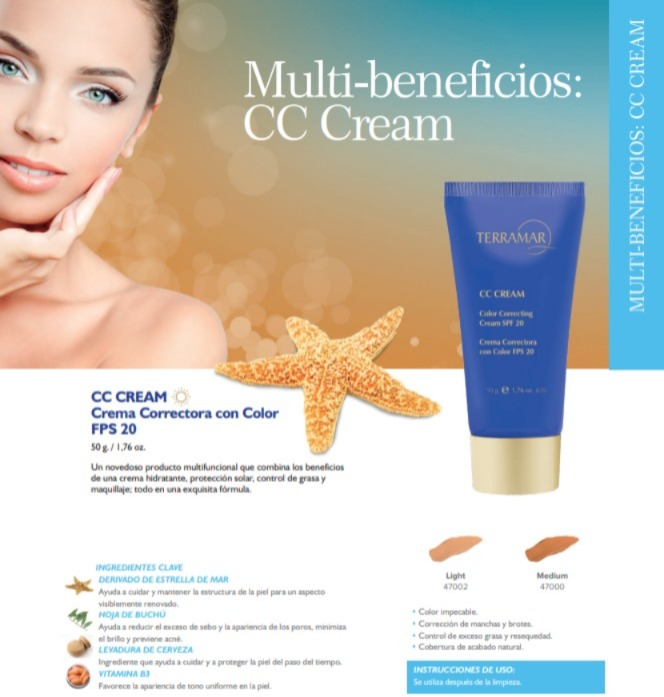 Multi-beneficios:
CC Cream
MULTI-BENEFICIOS: CC CREAM
TERRAMAR
CC CREAM
Color Correcting
Cream SPF 20
Crema Correctora
con Color FPS 20
50 g. ℮ 1,76 oz.
CC CREAM
Crema Correctora con Color
FPS 20
50 g. / 1,76 oz.
Un novedoso producto multifuncional que combina los beneficios
de una crema hidratante, protección solar, control de grasa y
maquillaje; todo en una exquisita fórmula.
INGREDIENTES CLAVE
DERIVADO DE ESTRELLA DE MAR
Ayuda a cuidar y mantener la estructura de la piel para un aspecto
visiblemente renovado.
HOJA DE BUCHÚ
Ayuda a reducir el exceso de sebo y la apariencia de los poros, minimiza
el brillo y previene acné.
LEVADURA DE CERVEZA
Ingrediente que ayuda a cuidar y a proteger la piel del paso del tiempo.
VITAMINA B3
Favorece la apariencia de tono uniforme en la piel.
Light
47002
Medium
47000
• Color impecable.
• Corrección de manchas y brotes.
• Control de exceso grasa y resequedad.
• Cobertura de acabado natural.
INSTRUCCIONES DE USO:
Se utiliza después de la limpieza.